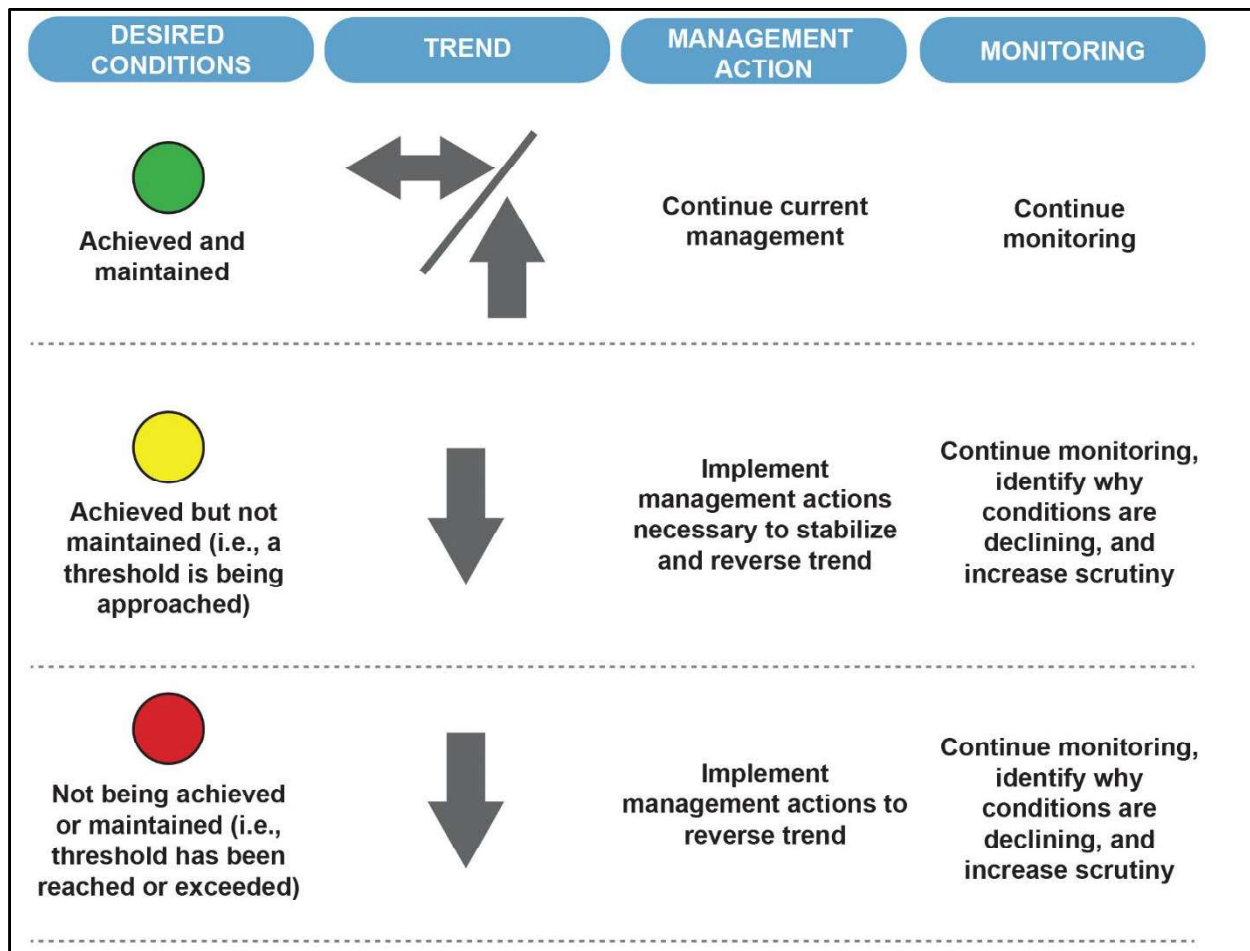 DESIRED
CONDITIONS
TREND
MANAGEMENT
ACTION
MONITORING
Achieved and
maintained
Continue current
management
Continue
monitoring
Achieved but not
maintained (i.e., a
threshold is being
approached)
Implement
management actions
necessary to stabilize
and reverse trend
Continue monitoring,
identify why
conditions are
declining, and
increase scrutiny
Not being achieved
or maintained (i.e.,
threshold has been
reached or exceeded)
Implement
management actions to
reverse trend
Continue monitoring,
identify why
conditions are
declining, and
increase scrutiny